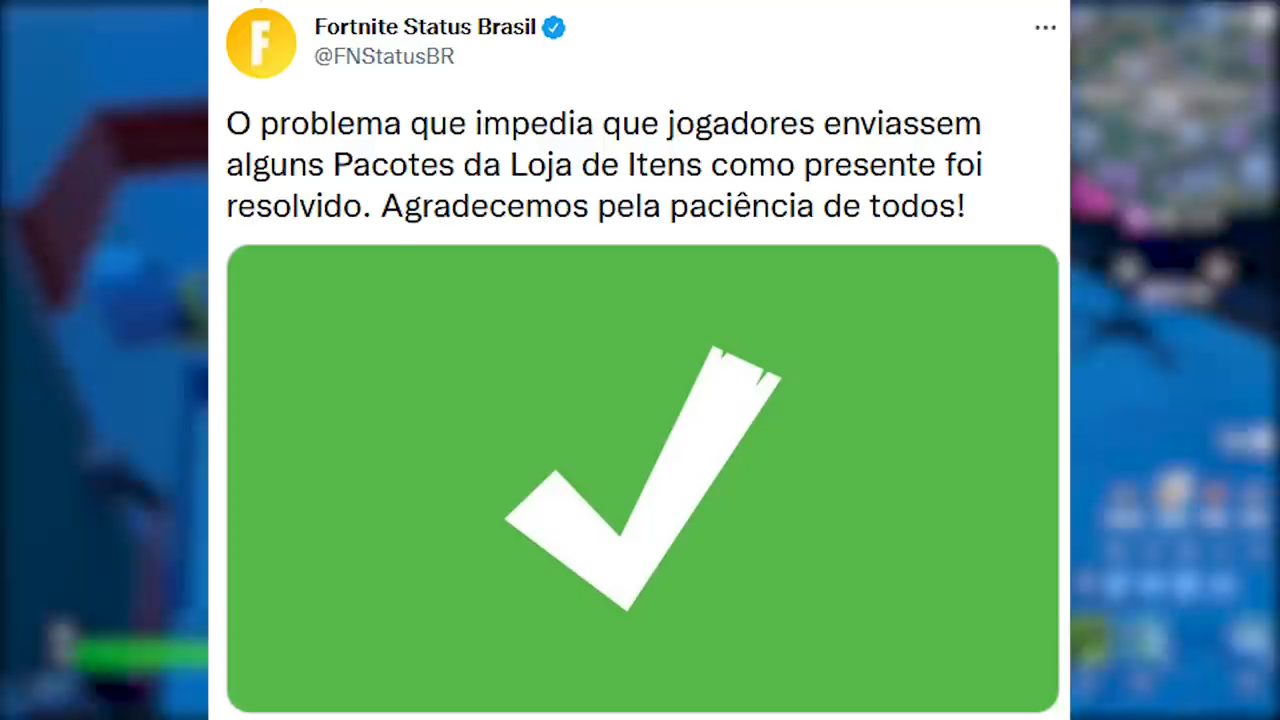 Fortnite Status Brasil
@FNStatusBR
O problema que impedia que jogadores enviassem
alguns Pacotes da Loja de Itens como presente foi
resolvido. Agradecemos pela paciência de todos!